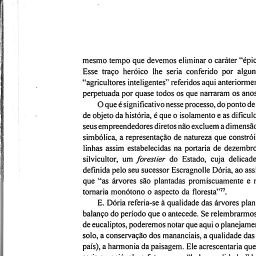 mesmo tempo que devemos eliminar o caráter "épic
Esse traço heróico lhe seria conferido por algun
"agricultores inteligentes" referidos aqui anteriormen
perpetuada por quase todos os que narraram os anos
O que é significativo nesse processo, do ponto de
de objeto da história, é que o isolamento e as dificulc
seus empreendedores diretos não excluem a dimensão
simbólica, a representação de natureza que constrói
linhas assim estabelecidas na portaria de dezembro
silvicultor, um forestier do Estado, cuja delicade
definida pelo seu sucessor Escragnolle Dória, ao assi
que "as árvores são plantadas promiscuamente e r
tornaria monótono o aspecto da floresta"
E. Dória referia-se à qualidade das árvores plan
balanço do período que o antecede. Se relembrarmos
de eucaliptos, poderemos notar que aqui o planejamen
solo, a conservação dos mananciais, a qualidade das
país), a harmonia da paisagem. Ele acrescentaria que